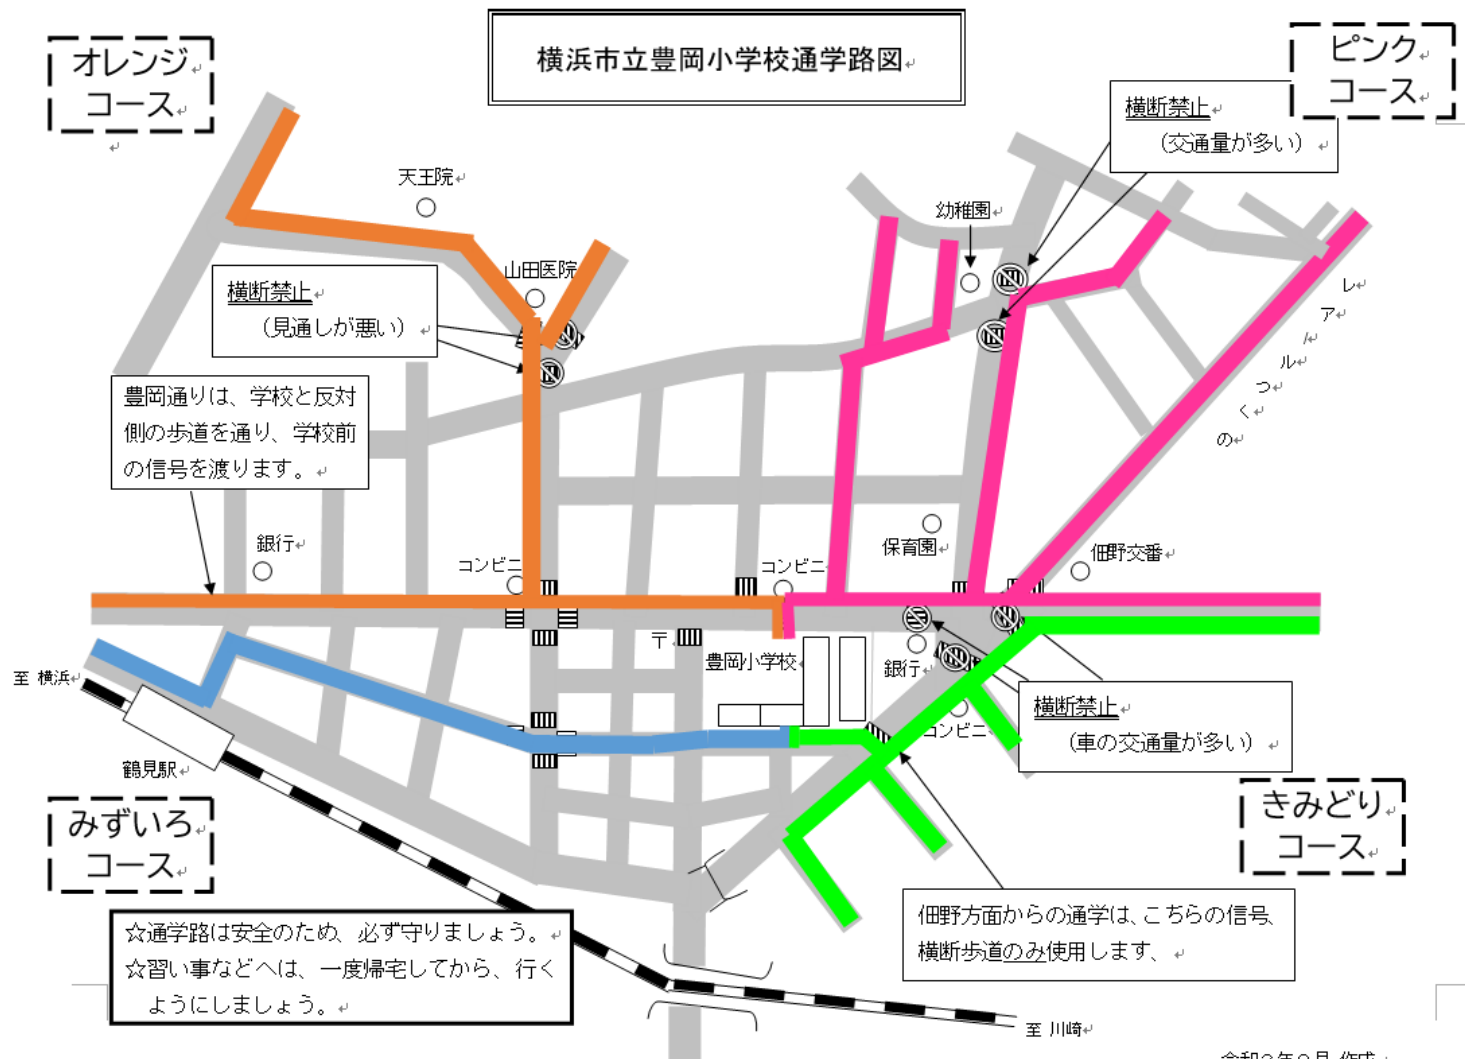 横浜市立豊岡小学校通学路図
オレンジ
コース
ピンク
コース
横断禁止
(交通量が多い)
天王院
幼稚園
山田医院
横断禁止
(見通しが悪い)
レアールつくの
豊岡通りは、学校と反対
側の歩道を通り、学校前
の信号を渡ります。
銀行
コンビニ
コンビニ
保育園
佃野交番
〒
豊岡小学校
銀行
至 横浜
鶴見駅
コンビニ
横断禁止
(車の交通量が多い)
みずいろ
コース
きみどり
コース
佃野方面からの通学は、こちらの信号、
横断歩道のみ使用します、
☆通学路は安全のため、必ず守りましょう。
☆習い事などへは、一度帰宅してから、行く
ようにしましょう。
至 川崎